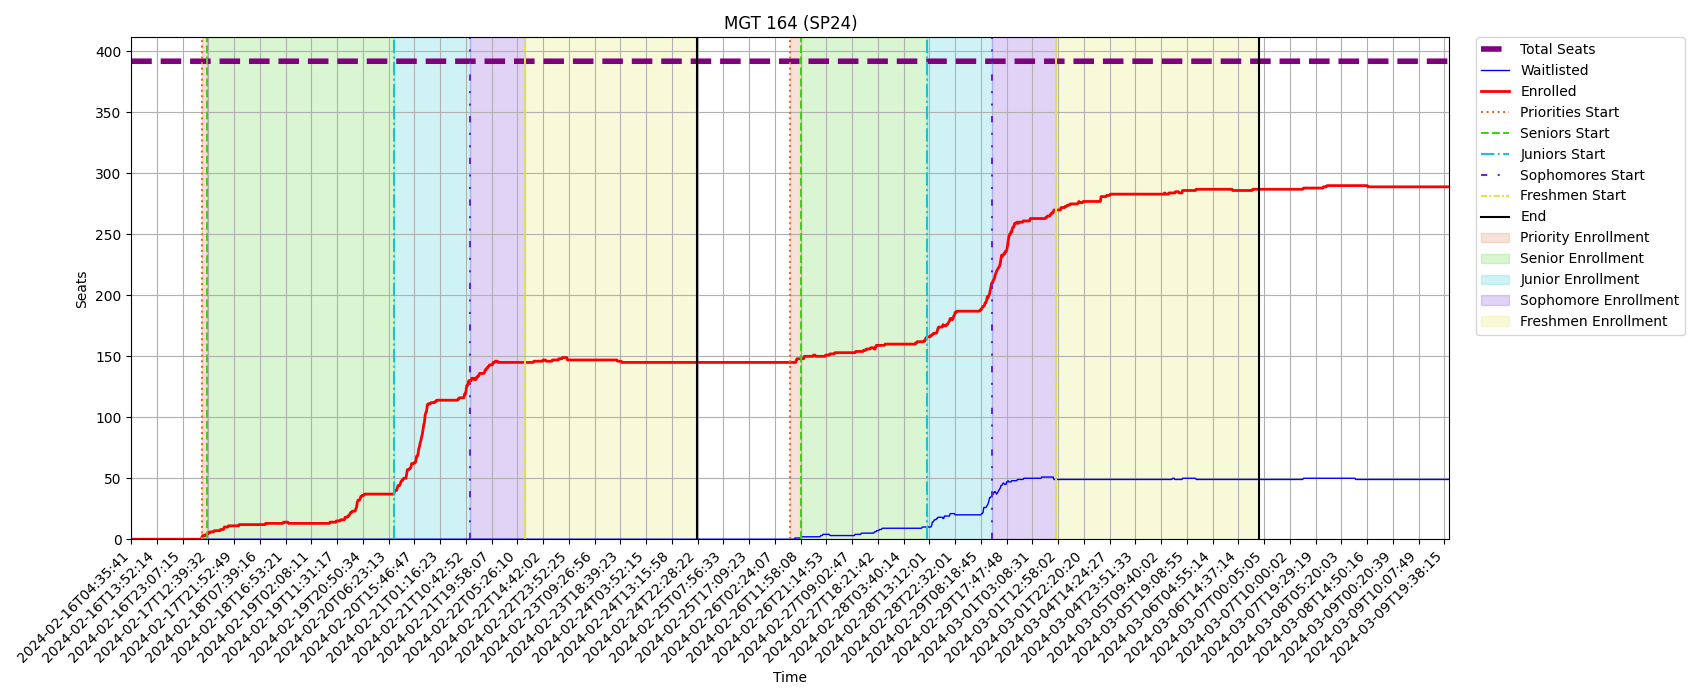 MGT 164 (SP24)
Seats
400
350
300
250
200
150
100
50
0
2024-02-16T04:35:41
2024-02-16T13:52:14
2024-02-16T23:07:15
2024-02-17T12:39:32
2024-02-17T21:52:49
2024-02-18T07:39:16
2024-02-18T16:53:21
2024-02-19T02:08:11
2024-02-19T11:31:17
2024-02-19T20:50:34
2024-02-20T06:23:13
2024-02-20T15:46:47
2024-02-21T01:16:23
2024-02-21T10:42:52
2024-02-21T19:58:07
2024-02-22T05:26:10
2024-02-22T14:42:02
2024-02-22T23:52:25
2024-02-23T09:26:56
2024-02-23T18:39:23
2024-02-24T03:52:15
2024-02-24T13:15:58
2024-02-24T22:28:22
2024-02-25T07:56:33
2024-02-25T17:09:23
2024-02-26T02:24:07
2024-02-26T11:58:08
2024-02-26T21:14:53
2024-02-27T09:02:47
2024-02-27T18:21:42
2024-02-28T03:40:14
2024-02-28T13:12:01
2024-02-28T22:32:01
2024-02-29T08:18:45
2024-02-29T17:47:48
2024-03-01T03:08:31
2024-03-01T12:58:02
2024-03-01T22:20:20
2024-03-04T14:24:27
2024-03-04T23:51:33
2024-03-05T09:40:02
2024-03-05T19:08:55
2024-03-06T04:55:14
2024-03-06T14:37:14
2024-03-07T00:05:05
2024-03-07T10:00:02
2024-03-07T19:29:19
2024-03-08T05:20:03
2024-03-08T14:50:16
2024-03-09T00:20:39
2024-03-09T10:07:49
2024-03-09T19:38:15
Time
Total Seats
Waitlisted
Enrolled
Priorities Start
Seniors Start
Juniors Start
Sophomores Start
Freshmen Start
End
Priority Enrollment
Senior Enrollment
Junior Enrollment
Sophomore Enrollment
Freshmen Enrollment